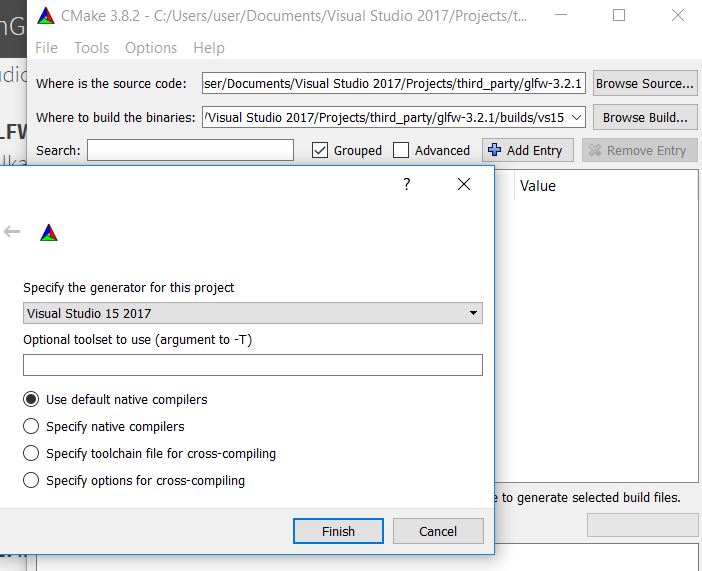 CMake 3.8.2 - C:/Users/user/Documents/Visual Studio 2017/Projects/t...
File Tools Options Help
Where is the source code: ser/Documents/Visual Studio 2017/Projects/third_party/glfw-3.2.1 Browse Source...
Where to build the binaries: /Visual Studio 2017/Projects/third_party/glfw-3.2.1/builds/vs15 Browse Build...
Search: Grouped Advanced Add Entry Remove Entry
Value
?
Specify the generator for this project
Visual Studio 15 2017
Optional toolset to use (argument to -T)
Use default native compilers
Specify native compilers
Specify toolchain file for cross-compiling
Specify options for cross-compiling
e to generate selected build files.
Finish Cancel